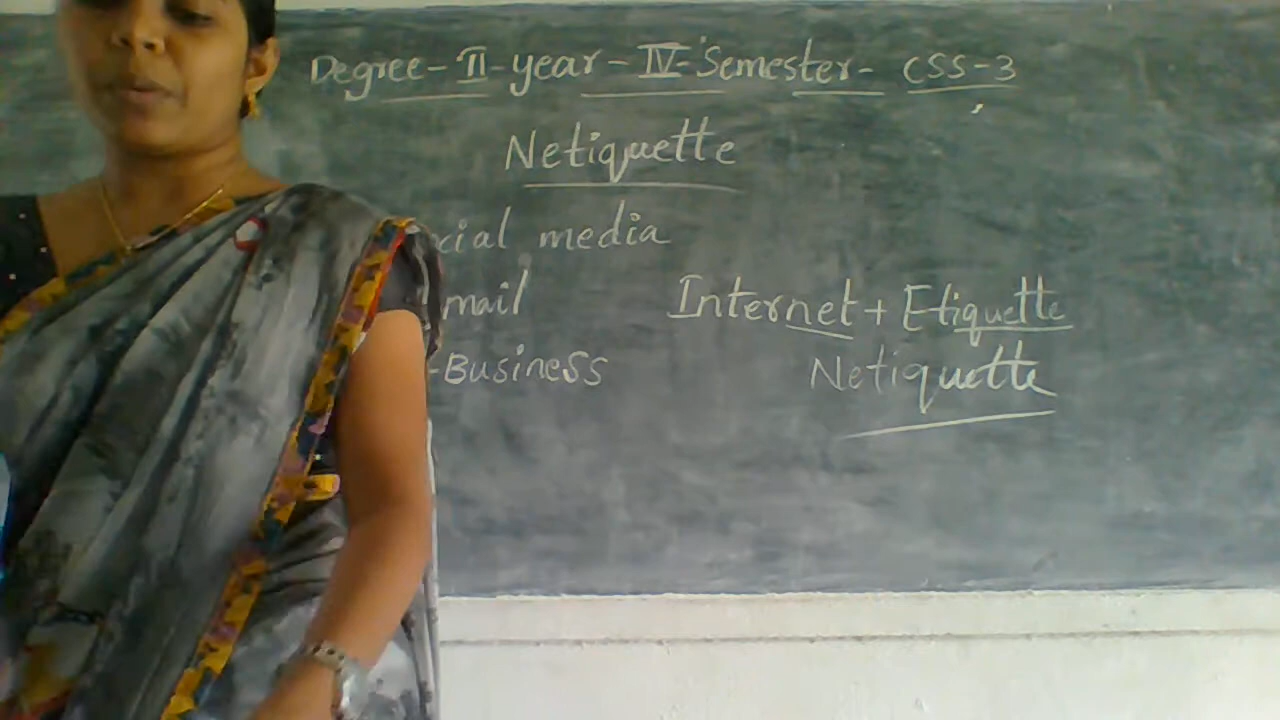 Degree-II-year-IV-Semester-CSS-3
Netiquette
cial media
mail
Internet+Etiquette
-Business
Netiquette